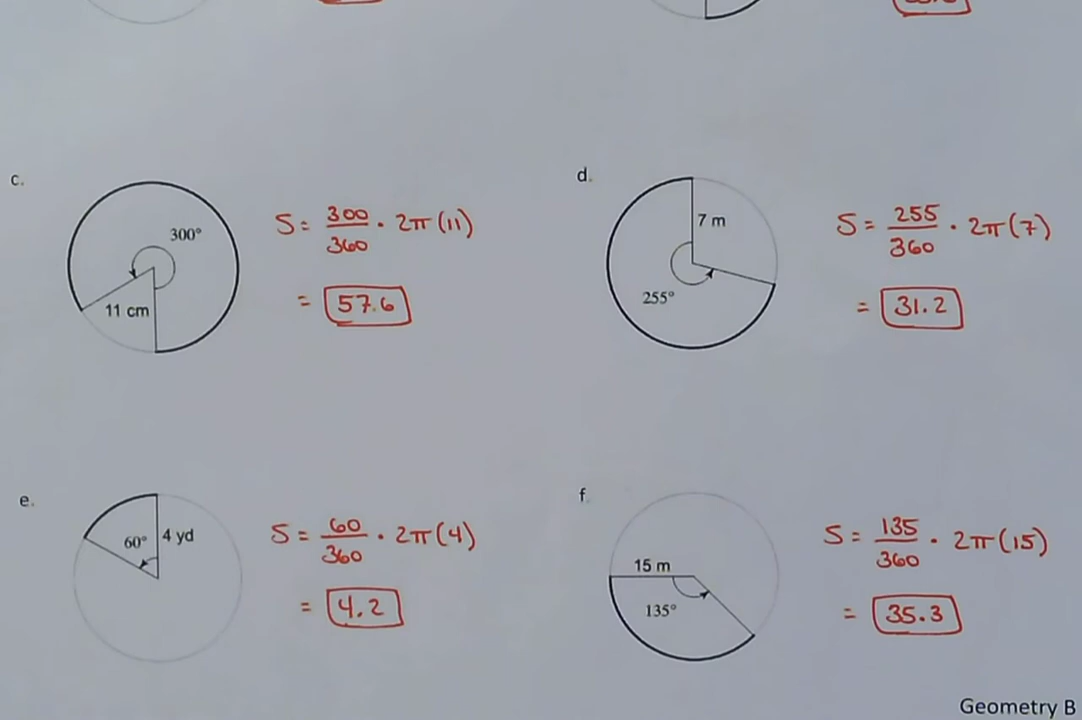 c.
300°
11 cm
S = 300/360 · 2π(11)
= 57.6
d.
7 m
255°
S = 255/360 · 2π(7)
= 31.2
e.
60°
4 yd
S = 60/360 · 2π(4)
= 4.2
f.
15 m
135°
S = 135/360 · 2π(15)
= 35.3
Geometry B